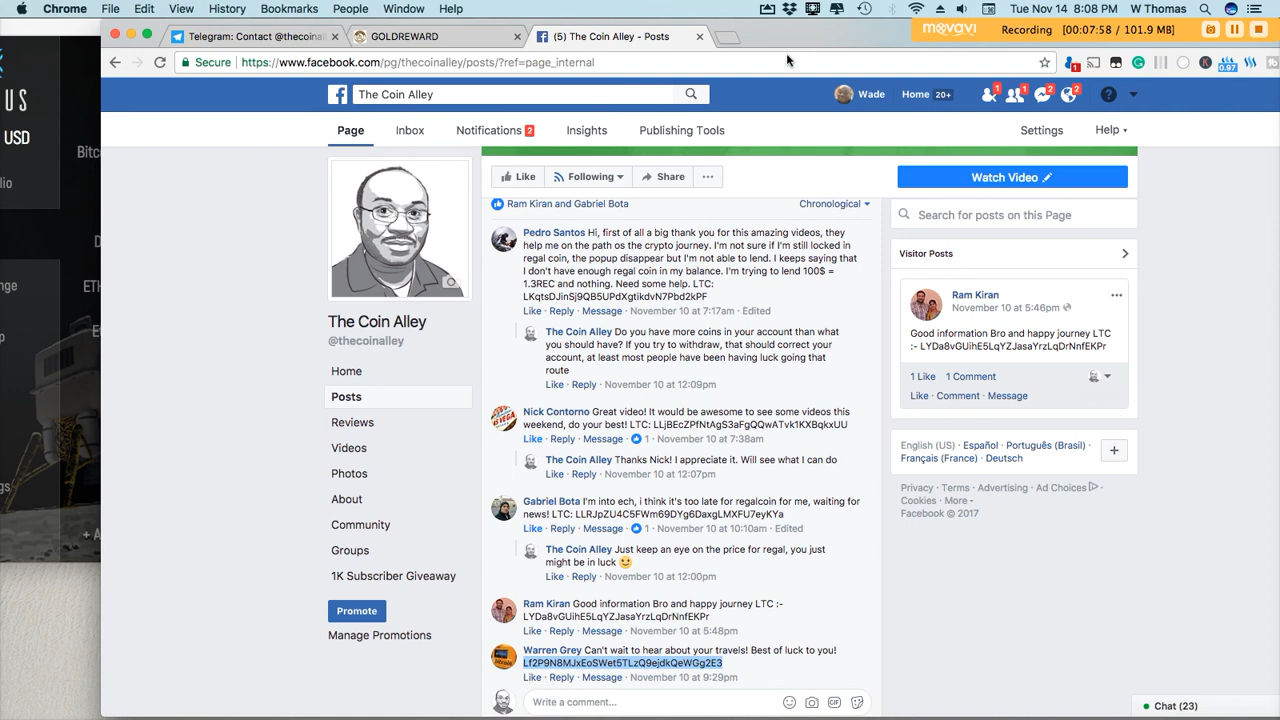 Chrome File Edit View History Bookmarks People Window Help
Tue Nov 14 8:08 PM W Thomas
movavi Recording [00:07:58 / 101.9 MB]
Telegram: Contact @thecoinal
GOLDREWARD
(5) The Coin Alley - Posts
Secure https://www.facebook.com/pg/thecoinalley/posts/?ref=page_internal
1
0.97
The Coin Alley
Wade Home 20+
1 1 2 2
Page Inbox Notifications 2 Insights Publishing Tools Settings Help
US
USD
Bitc
The Coin Alley
@thecoinalley
Home
Posts
Reviews
Videos
Photos
About
Community
Groups
1K Subscriber Giveaway
Promote
Manage Promotions
Like Following Share
Watch Video
Ram Kiran and Gabriel Bota
Chronological
Pedro Santos Hi, first of all a big thank you for this amazing videos, they
help me on the path os the crypto journey. I'm not sure if I'm still locked in
regal coin, the popup disappear but I'm not able to lend. I keeps saying that
I don't have enough regal coin in my balance. I'm trying to lend 100$ =
1.3REC and nothing. Need some help. LTC:
LKqtsDJinSj9QB5UPdXgtikdvN7Pbd2kPF
Like · Reply · Message · November 10 at 7:17am · Edited
The Coin Alley Do you have more coins in your account than what
you should have? If you try to withdraw, that should correct your
account, at least most people have been having luck going that
route
Like · Reply · November 10 at 12:09pm
Nick Contorno Great video! It would be awesome to see some videos this
weekend, do your best! LTC: LLjBEcZPfNtAgS3aFgQQwATvk1KXBqkxUU
Like · Reply · Message · 1 · November 10 at 7:38am
The Coin Alley Thanks Nick! I appreciate it. Will see what I can do
Like · Reply · November 10 at 12:07pm
Gabriel Bota I'm into ech, i think it's too late for regalcoin for me, waiting for
news! LTC: LLRJpZU4C5FWm69DYg6DaxgLMXFU7eyKYa
Like · Reply · Message · 1 · November 10 at 10:10am · Edited
The Coin Alley Just keep an eye on the price for regal, you just
might be in luck
Like · Reply · November 10 at 12:00pm
Ram Kiran Good information Bro and happy journey LTC :-
LYDa8vGUihE5LqYZJasaYrzLqDrNnfEKPr
Like · Reply · Message · November 10 at 5:48pm
Warren Grey Can't wait to hear about your travels! Best of luck to you!
Lf2P9N8MJxEoSWet5TLzQ9ejdkQeWGg2E3
Like · Reply · Message · November 10 at 9:29pm
Write a comment...
Search for posts on this Page
Visitor Posts
Ram Kiran
November 10 at 5:46pm
Good information Bro and happy journey LTC
:- LYDa8vGUihE5LqYZJasaYrzLqDrNnfEKPr
1 Like 1 Comment
Like · Comment · Message
English (US) · Español · Português (Brasil) ·
Français (France) · Deutsch
Privacy · Terms · Advertising · Ad Choices ·
Cookies · More
Facebook © 2017
Chat (23)